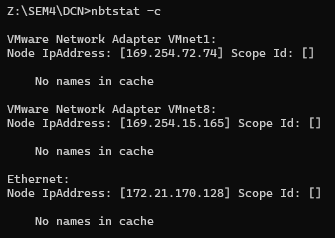 Z:\SEM4\DCN>nbtstat -c
VMware Network Adapter VMnet1:
Node IpAddress: [169.254.72.74] Scope Id: []
No names in cache
VMware Network Adapter VMnet8:
Node IpAddress: [169.254.15.165] Scope Id: []
No names in cache
Ethernet:
Node IpAddress: [172.21.170.128] Scope Id: []
No names in cache